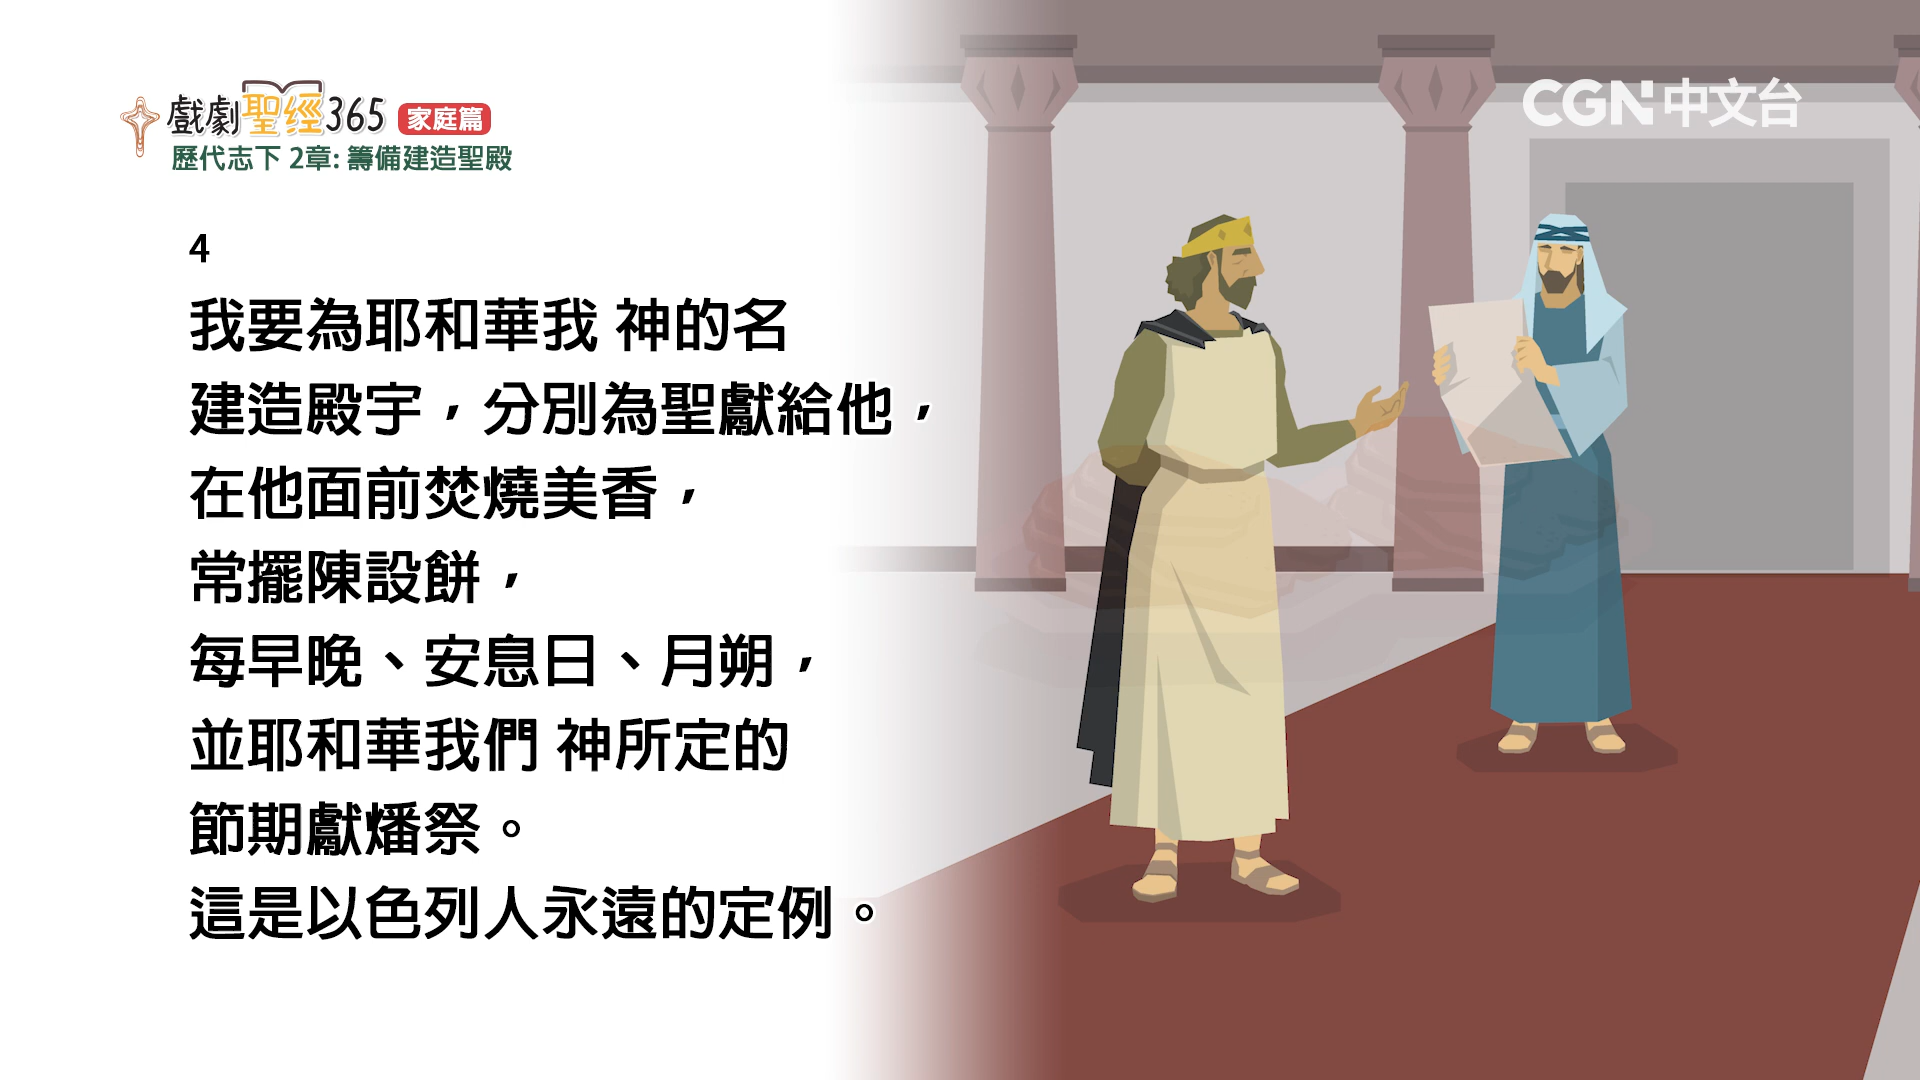 戲劇聖經365 家庭篇
CGN中文台
歷代志下 2章: 籌備建造聖殿
4
我要為耶和華我 神的名
建造殿宇，分別為聖獻給他，
在他面前焚燒美香，
常擺陳設餅，
每早晚、安息日、月朔，
並耶和華我們 神所定的
節期獻燔祭。
這是以色列人永遠的定例。